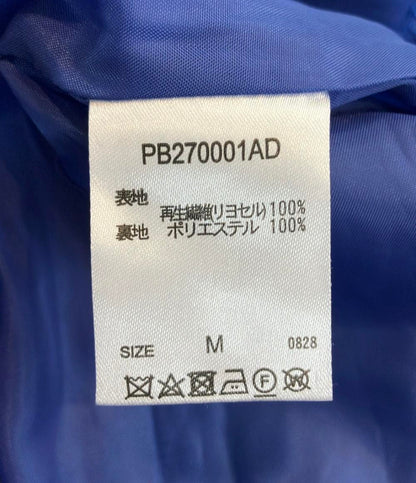 PB270001AD
表地
再生繊維(リヨセル)100%
裏地 ポリエステル 100%
SIZE M 0828